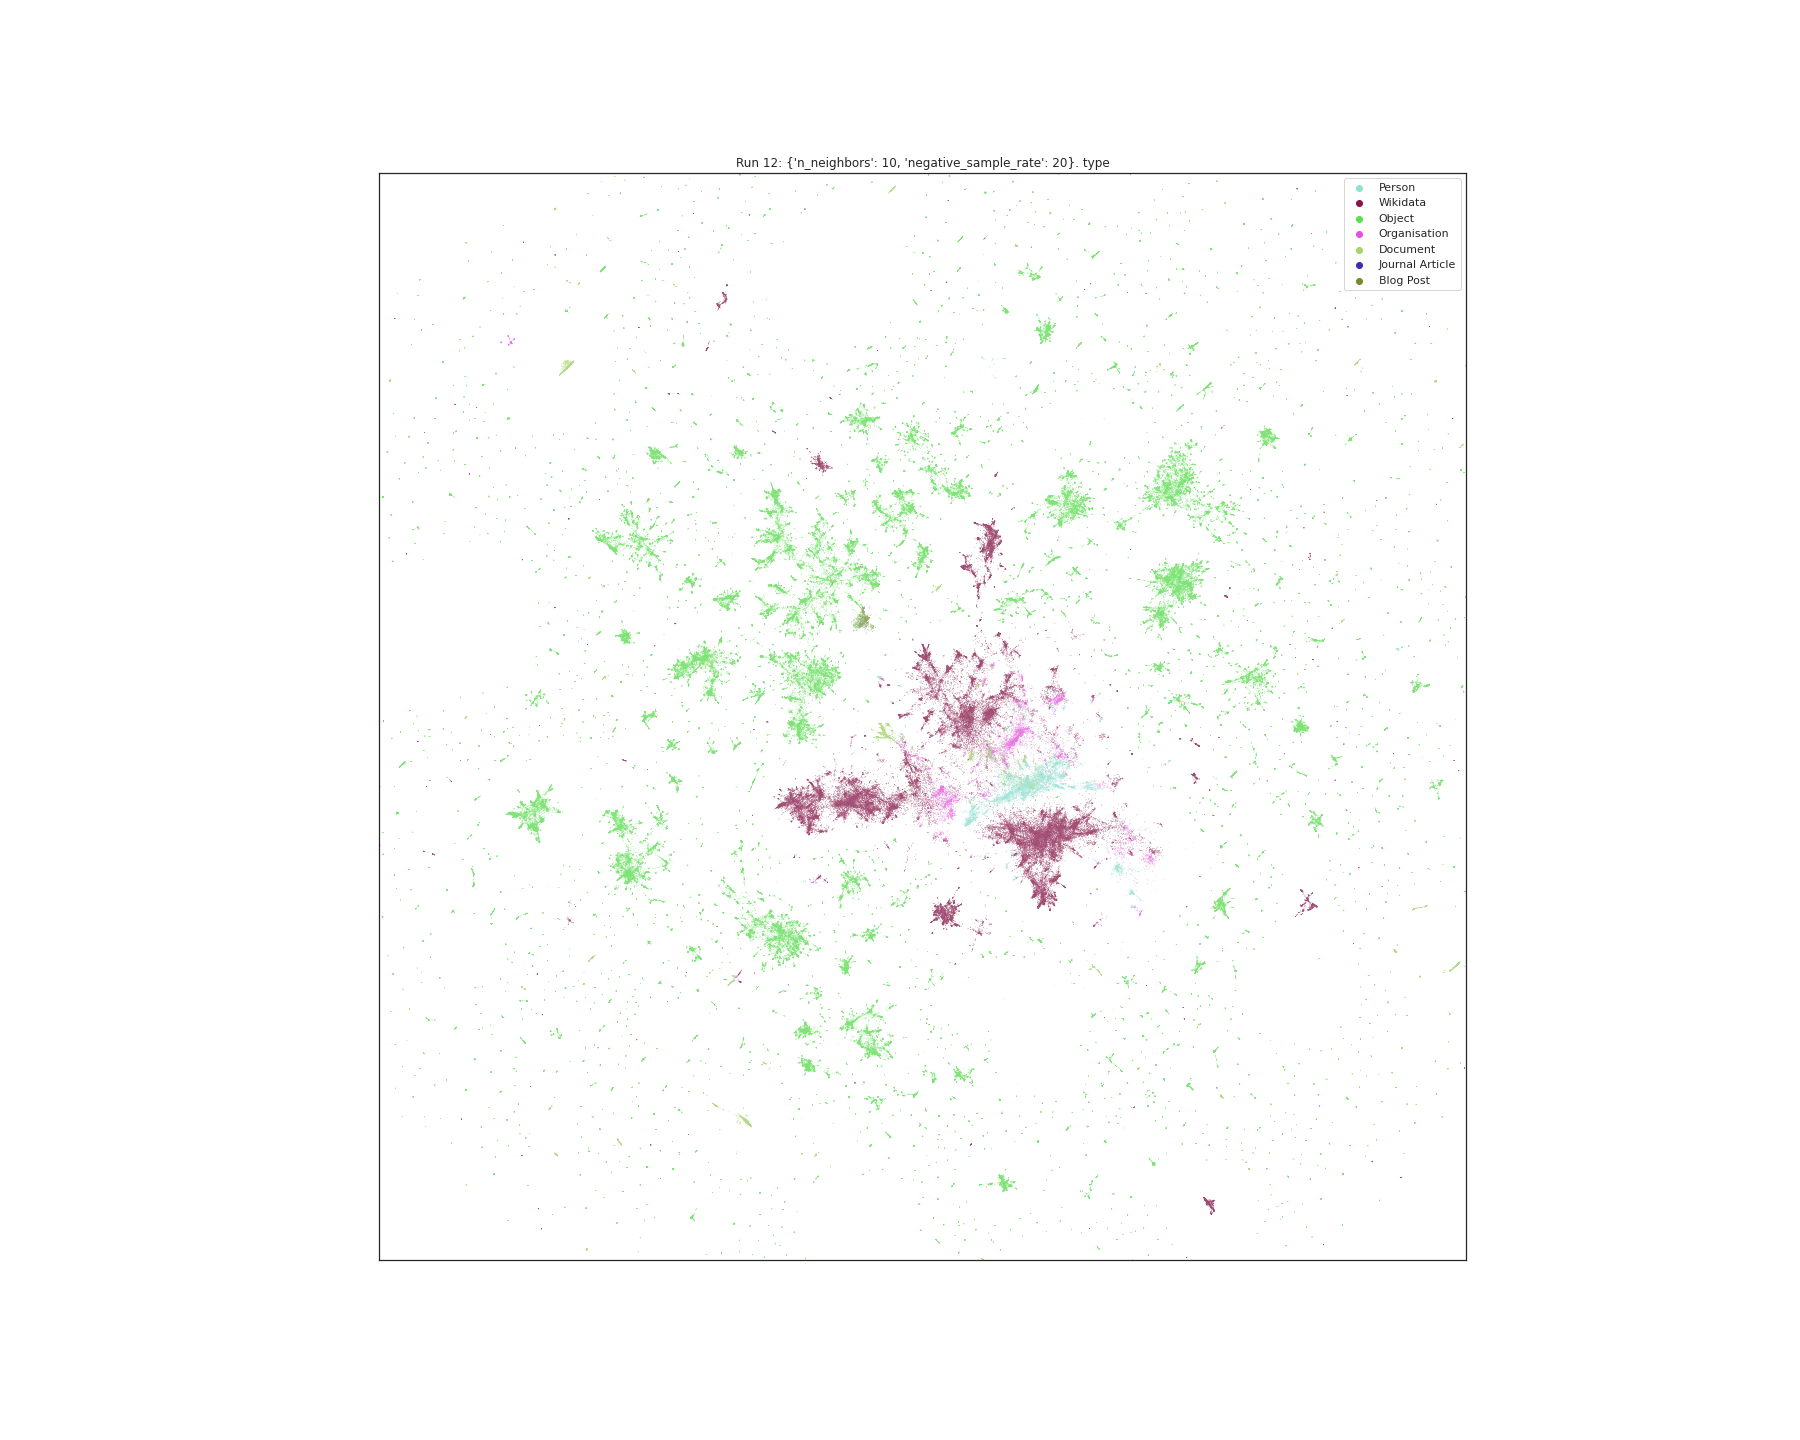 Run 12: {'n_neighbors': 10, 'negative_sample_rate': 20}. type
Person
Wikidata
Object
Organisation
Document
Journal Article
Blog Post